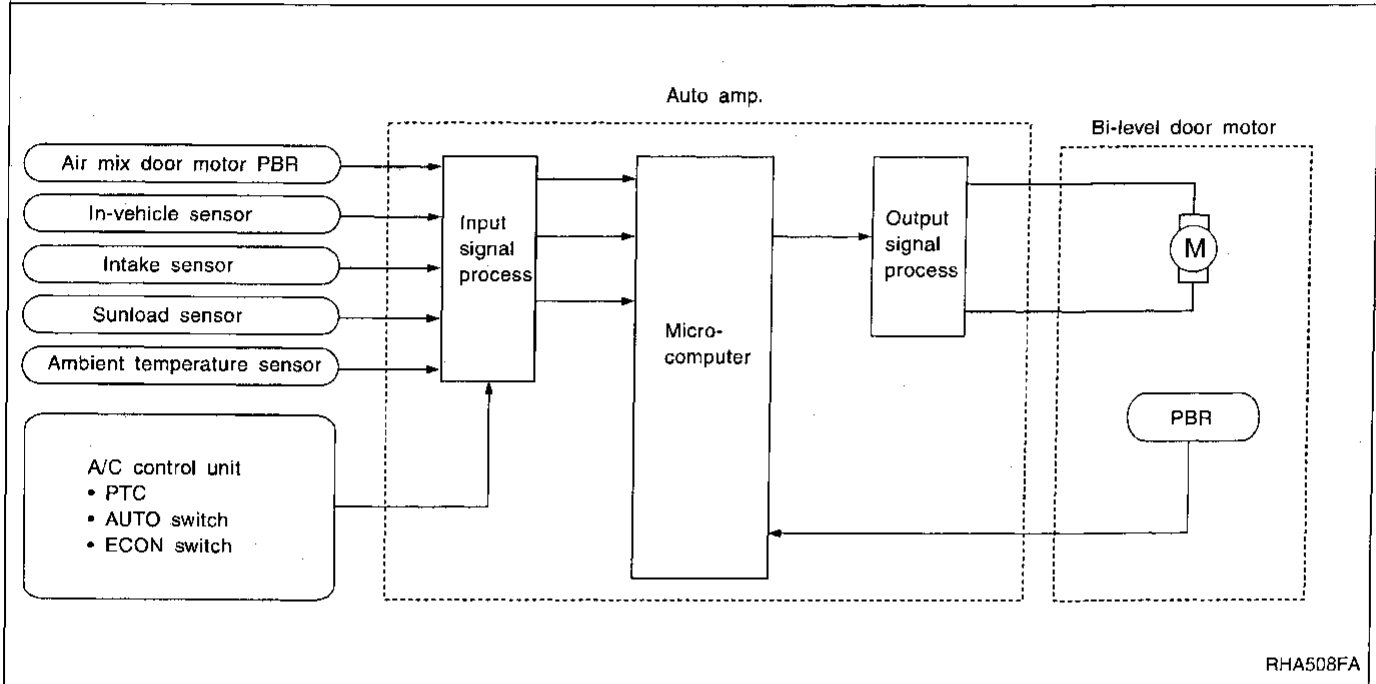 Auto amp.
Bi-level door motor
Air mix door motor PBR
In-vehicle sensor
Intake sensor
Sunload sensor
Ambient temperature sensor
Input
signal
process
Micro-
computer
Output
signal
process
M
PBR
A/C control unit
• PTC
• AUTO switch
• ECON switch
RHA508FA